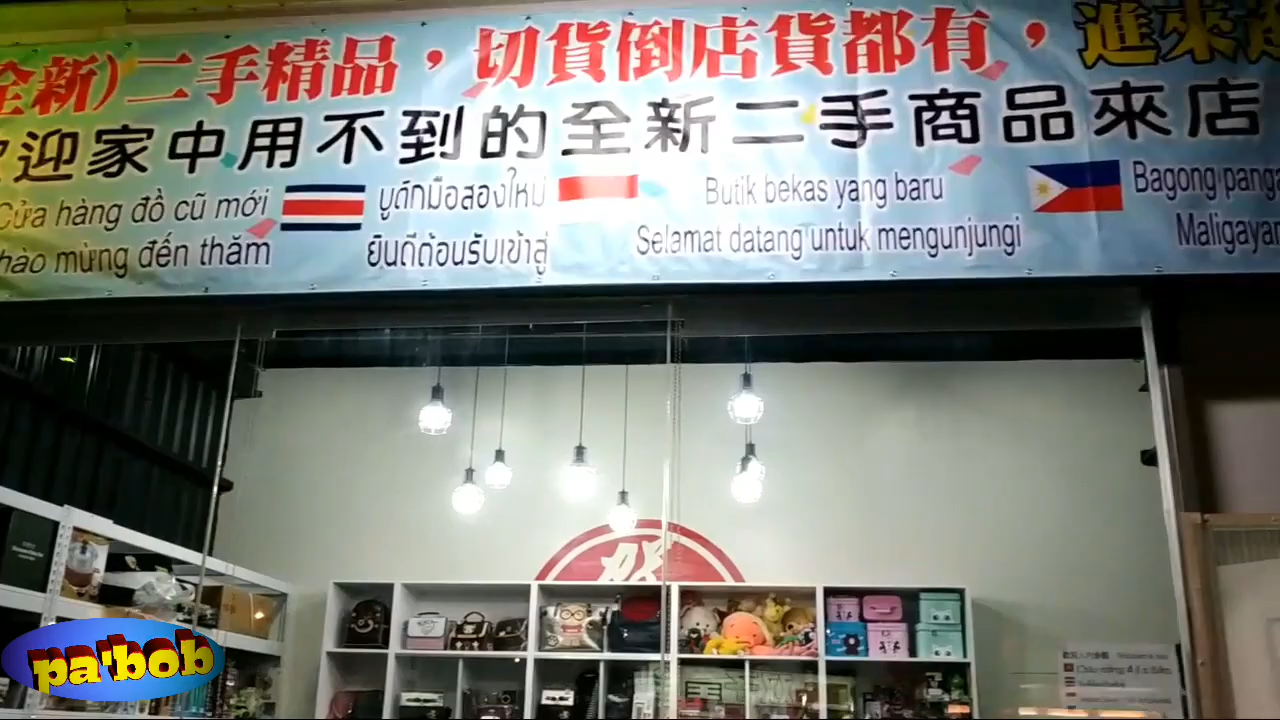 全新)二手精品，切貨倒店貨都有，進來逛
歡迎家中用不到的全新二手商品來店
Cửa hàng đồ cũ mới
hào mừng đến thăm
บูติกมือสองใหม่
ยินดีต้อนรับเข้าสู่
Butik bekas yang baru
Selamat datang untuk mengunjungi
Bagong panga
Maligayan
pa'bob